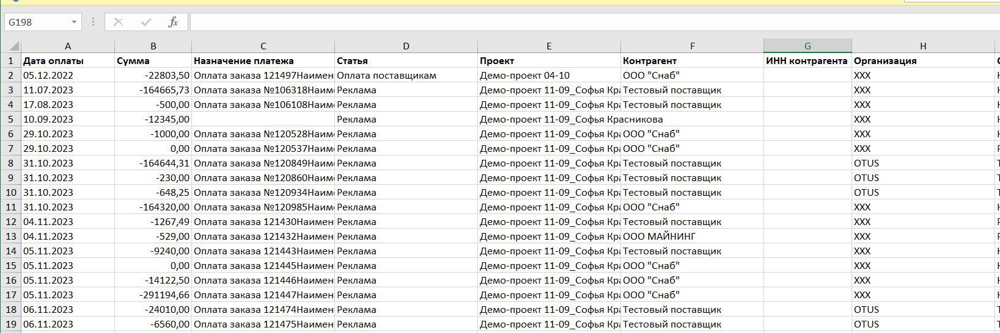 G198 fx
A B C D E F G H
1 Дата оплаты Сумма Назначение платежа Статья Проект Контрагент ИНН контрагента Организация
2 05.12.2022 -22803,50 Оплата заказа 121497Наимен Оплата поставщикам Демо-проект 04-10 ООО "Снаб" XXX
3 11.07.2023 -164665,73 Оплата заказа №106318Наим Реклама Демо-проект 11-09_Софья Кра Тестовый поставщик XXX
4 17.08.2023 -500,00 Оплата заказа №106108Наим Реклама Демо-проект 11-09_Софья Кра Тестовый поставщик XXX
5 10.09.2023 -12345,00 Реклама Демо-проект 11-09_Софья Красникова XXX
6 29.10.2023 -1000,00 Оплата заказа №120528Наим Реклама Демо-проект 11-09_Софья Кра ООО "Снаб" XXX
7 29.10.2023 0,00 Оплата заказа №120537Наим Реклама Демо-проект 11-09_Софья Кра ООО "Снаб" XXX
8 31.10.2023 -164644,31 Оплата заказа №120849Наим Реклама Демо-проект 11-09_Софья Кра Тестовый поставщик OTUS
9 31.10.2023 -230,00 Оплата заказа №120860Наим Реклама Демо-проект 11-09_Софья Кра Тестовый поставщик OTUS
10 31.10.2023 -648,25 Оплата заказа №120934Наим Реклама Демо-проект 11-09_Софья Кра Тестовый поставщик OTUS
11 31.10.2023 -164320,00 Оплата заказа №120985Наим Реклама Демо-проект 11-09_Софья Кра ООО "Снаб" XXX
12 04.11.2023 -1267,49 Оплата заказа 121430Наимен Реклама Демо-проект 11-09_Софья Кра Тестовый поставщик XXX
13 04.11.2023 -529,00 Оплата заказа 121432Наимен Реклама Демо-проект 11-09_Софья Кра ООО МАЙНИНГ XXX
14 05.11.2023 -9240,00 Оплата заказа 121443Наимен Реклама Демо-проект 11-09_Софья Кра Тестовый поставщик XXX
15 05.11.2023 0,00 Оплата заказа 121445Наимен Реклама Демо-проект 11-09_Софья Кра ООО "Снаб" XXX
16 05.11.2023 -14122,50 Оплата заказа 121446Наимен Реклама Демо-проект 11-09_Софья Кра ООО "Снаб" XXX
17 05.11.2023 -291194,66 Оплата заказа 121447Наимен Реклама Демо-проект 11-09_Софья Кра ООО "Снаб" XXX
18 06.11.2023 -24010,00 Оплата заказа 121474Наимен Реклама Демо-проект 11-09_Софья Кра Тестовый поставщик OTUS
19 06.11.2023 -6560,00 Оплата заказа 121475Наимен Реклама Демо-проект 11-09_Софья Кра Тестовый поставщик OTUS